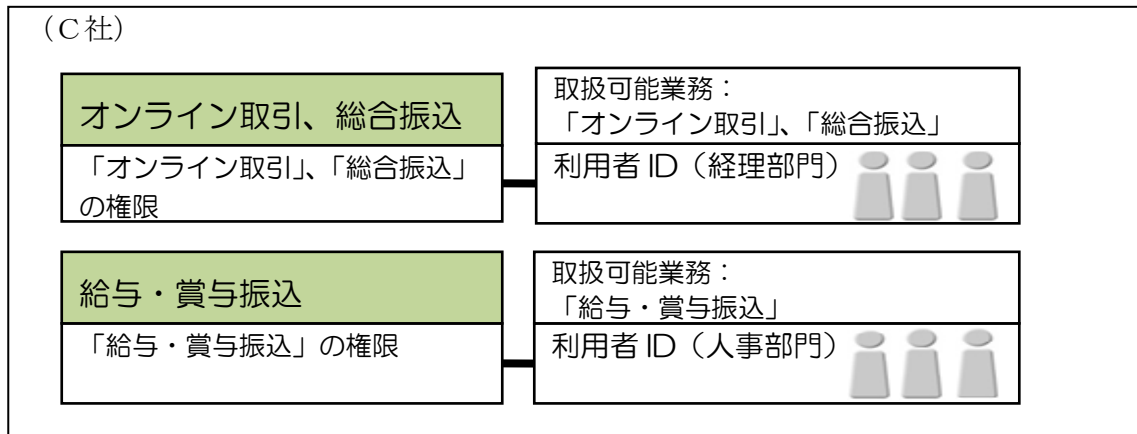 （C社）
オンライン取引、総合振込
「オンライン取引」、「総合振込」
の権限
取扱可能業務：
「オンライン取引」、「総合振込」
利用者 ID（経理部門）
給与・賞与振込
「給与・賞与振込」の権限
取扱可能業務：
「給与・賞与振込」
利用者 ID（人事部門）